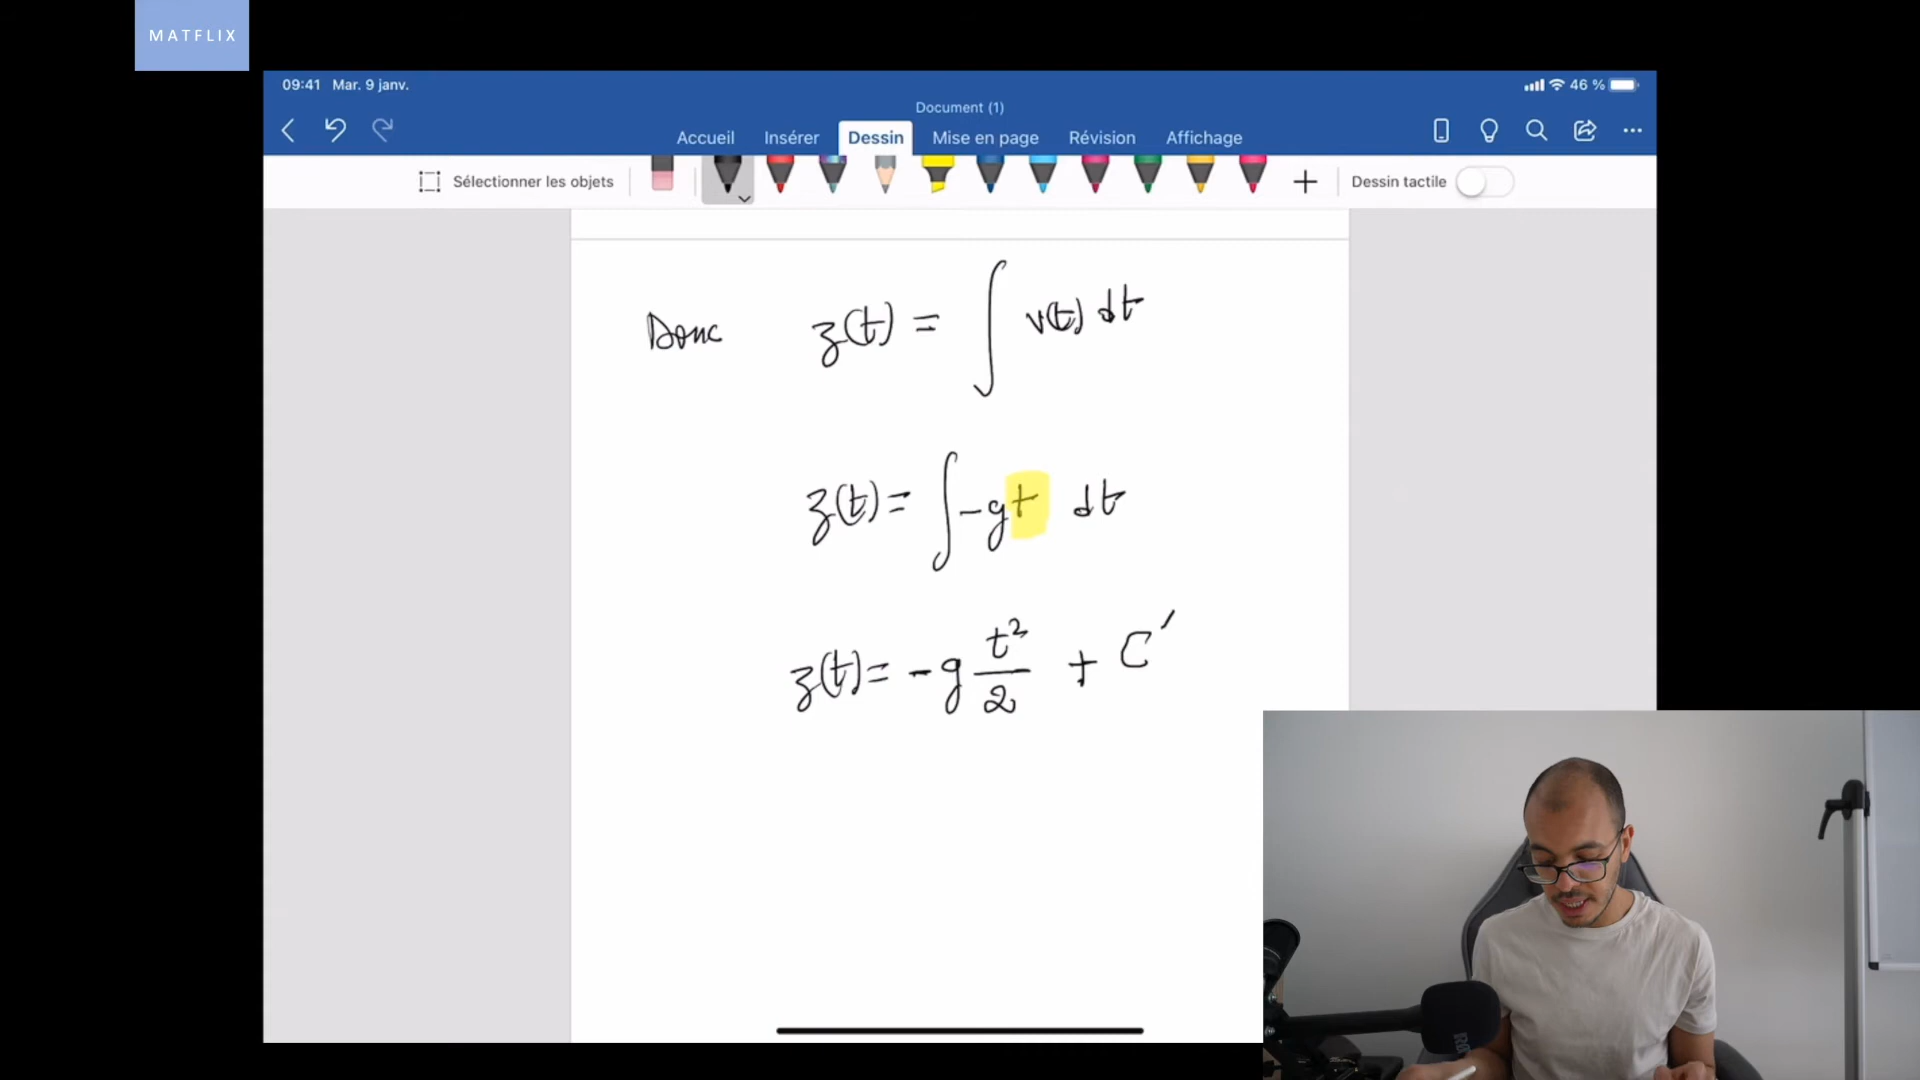 MATFLIX
09:41 Mar. 9 janv.
46 %
Document (1)
Accueil Insérer Dessin Mise en page Révision Affichage
Sélectionner les objets
Dessin tactile
Donc z(t) = ∫ v(t) dt
z(t) = ∫ -gt dt
z(t) = -g t²/2 + C'